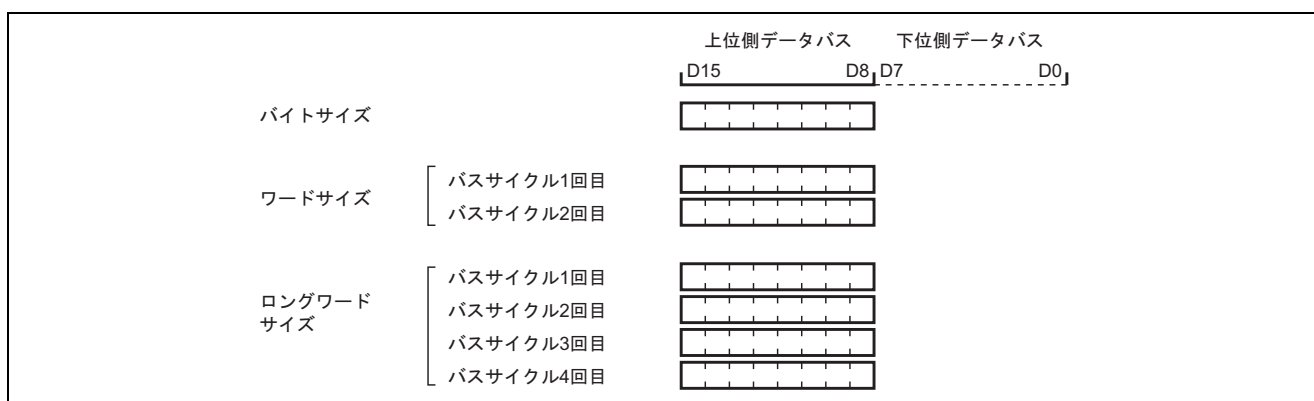 上位側データバス 下位側データバス
D15 D8 D7 D0
バイトサイズ
ワードサイズ
バスサイクル1回目
バスサイクル2回目
ロングワード
サイズ
バスサイクル1回目
バスサイクル2回目
バスサイクル3回目
バスサイクル4回目